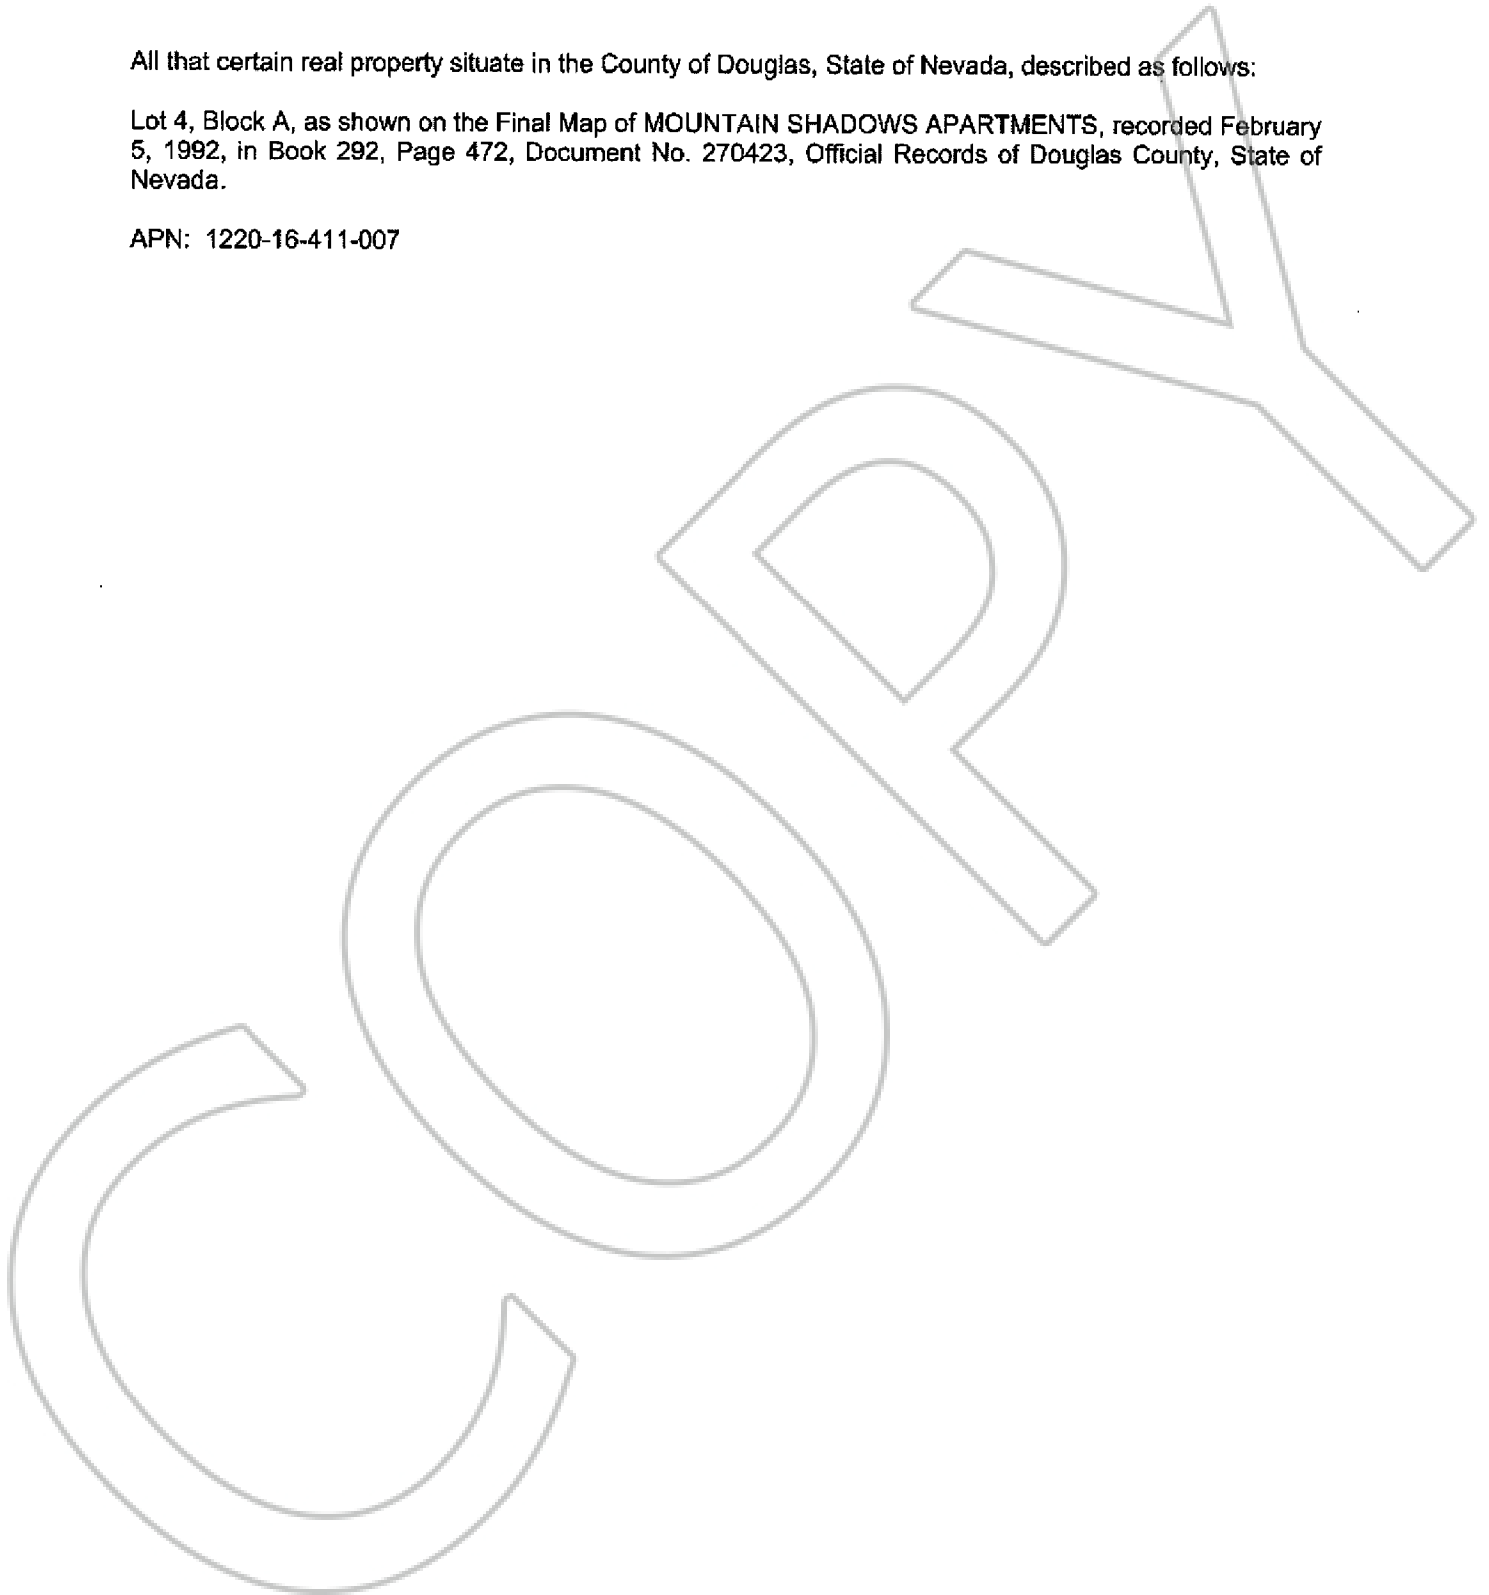 All that certain real property situate in the County of Douglas, State of Nevada, described as follows:
Lot 4, Block A, as shown on the Final Map of MOUNTAIN SHADOWS APARTMENTS, recorded February
5, 1992, in Book 292, Page 472, Document No. 270423, Official Records of Douglas County, State of
Nevada.
APN: 1220-16-411-007
COPY